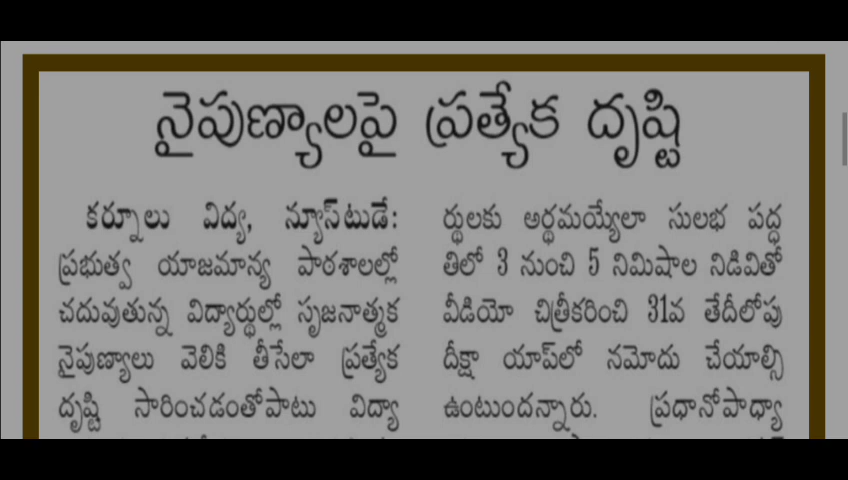 నైపుణ్యాలపై ప్రత్యేక దృష్టి
కర్నూలు విద్య, న్యూస్‌టుడే:
ప్రభుత్వ యాజమాన్య పాఠశాలల్లో
చదువుతున్న విద్యార్థుల్లో సృజనాత్మక
నైపుణ్యాలు వెలికి తీసేలా ప్రత్యేక
దృష్టి సారించడంతోపాటు విద్యా
ర్థులకు అర్థమయ్యేలా సులభ పద్ధ
తిలో 3 నుంచి 5 నిమిషాల నిడివితో
వీడియో చిత్రీకరించి 31వ తేదీలోపు
దీక్షా యాప్‌లో నమోదు చేయాల్సి
ఉంటుందన్నారు. ప్రధానోపాధ్యా